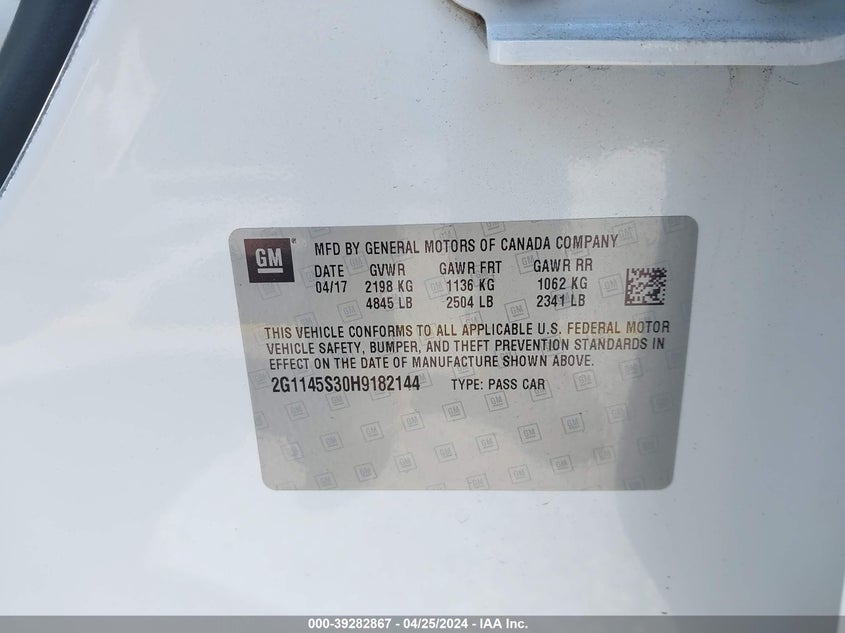 GM ® MFD BY GENERAL MOTORS OF CANADA COMPANY
DATE GVWR GAWR FRT GAWR RR
04/17 2198 KG 1136 KG 1062 KG
4845 LB 2504 LB 2341 LB
THIS VEHICLE CONFORMS TO ALL APPLICABLE U.S. FEDERAL MOTOR
VEHICLE SAFETY, BUMPER, AND THEFT PREVENTION STANDARDS IN
EFFECT ON THE DATE OF MANUFACTURE SHOWN ABOVE.
2G1145S30H9182144 TYPE: PASS CAR
000-39282867 - 04/25/2024 - IAA Inc.